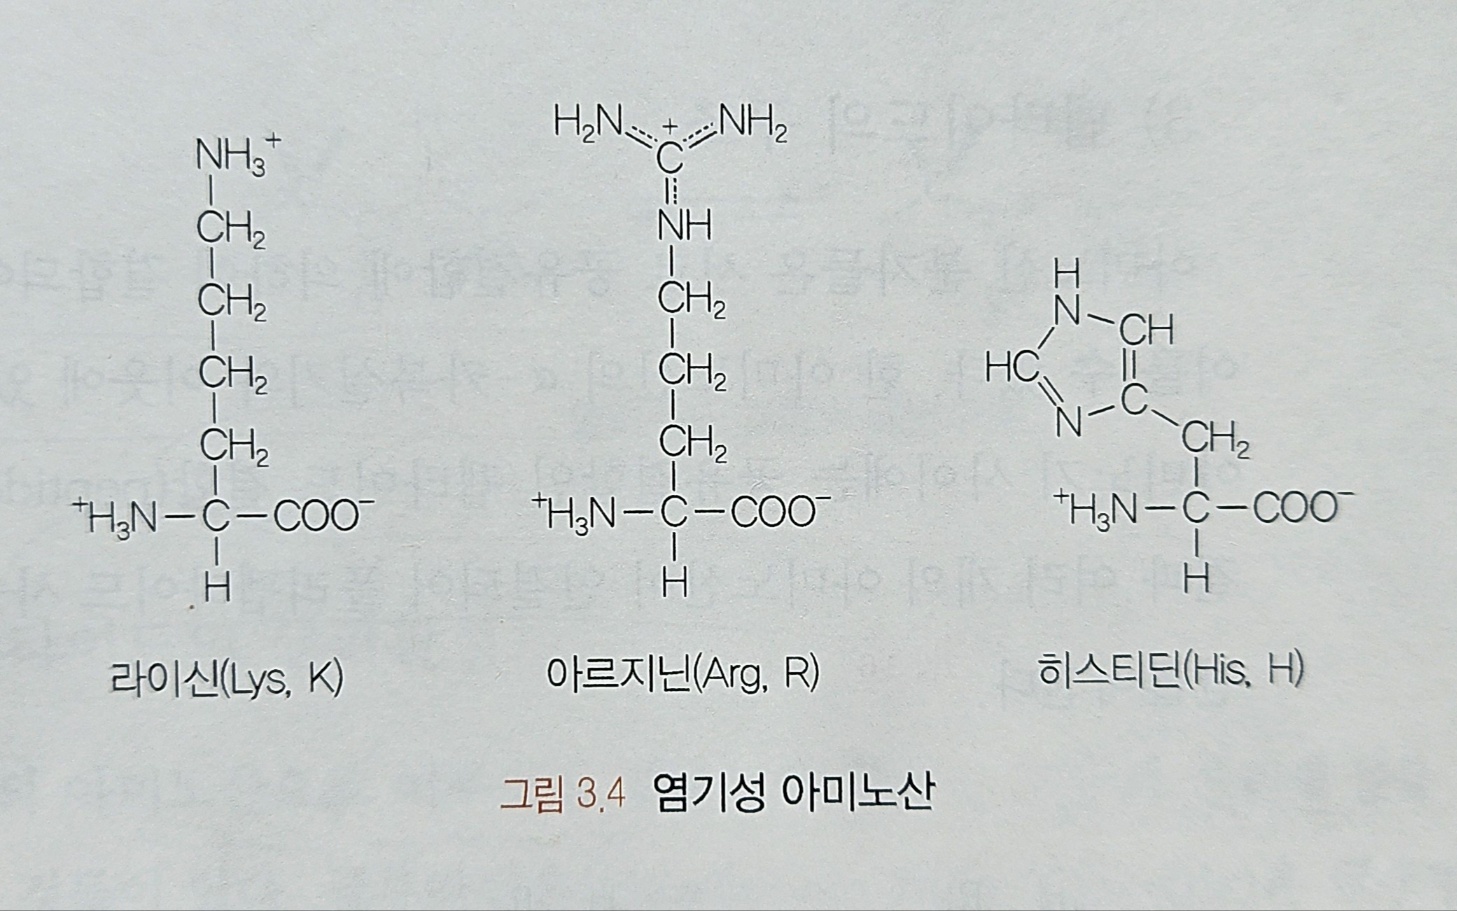 NH₃⁺
CH₂
CH₂
CH₂
CH₂
⁺H₃N—C—COO⁻
H
라이신(Lys, K)
H₂N C⁺ NH₂
NH
CH₂
CH₂
CH₂
⁺H₃N—C—COO⁻
H
아르지닌(Arg, R)
H
N CH
HC
N C
CH₂
⁺H₃N—C—COO⁻
H
히스티딘(His, H)
그림 3.4 염기성 아미노산